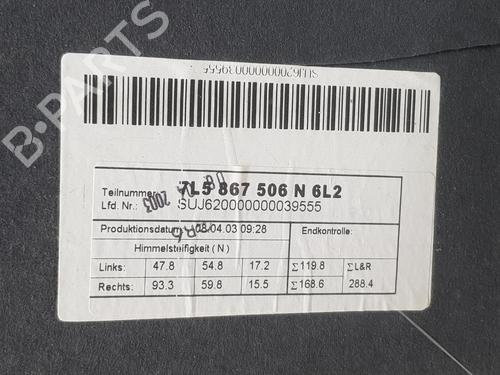 B-PARTS
SUJ620000000039555
Teilnummer: 7L5 867 506 N 6L2
Lfd. Nr.: SUJ620000000039555
2003
Produktionsdatum: 08.04.03 09:28 Endkontrolle:
Himmelsteifigkeit ( N )
Links: 47.8 54.8 17.2 Σ119.8 ΣL&R
Rechts: 93.3 59.8 15.5 Σ168.6 288.4